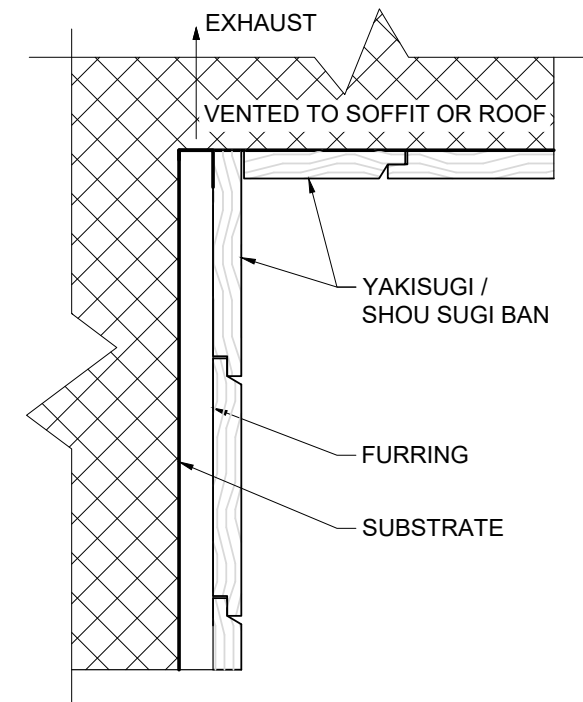 EXHAUST
VENTED TO SOFFIT OR ROOF
YAKISUGI /
SHOU SUGI BAN
FURRING
SUBSTRATE